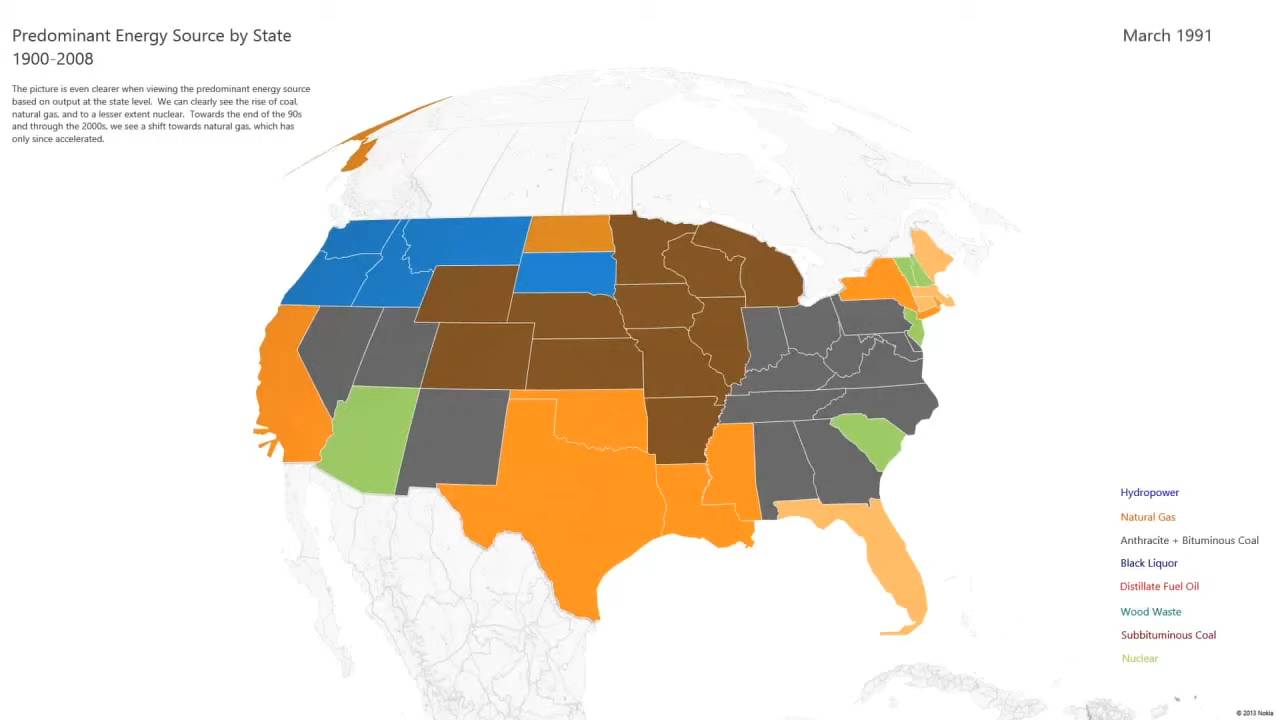 Predominant Energy Source by State
1900-2008
March 1991
The picture is even clearer when viewing the predominant energy source
based on output at the state level.  We can clearly see the rise of coal,
natural gas, and to a lesser extent nuclear.  Towards the end of the 90s
and through the 2000s, we see a shift towards natural gas, which has
only since accelerated.
Hydropower
Natural Gas
Anthracite + Bituminous Coal
Black Liquor
Distillate Fuel Oil
Wood Waste
Subbituminous Coal
Nuclear
© 2013 Nokia